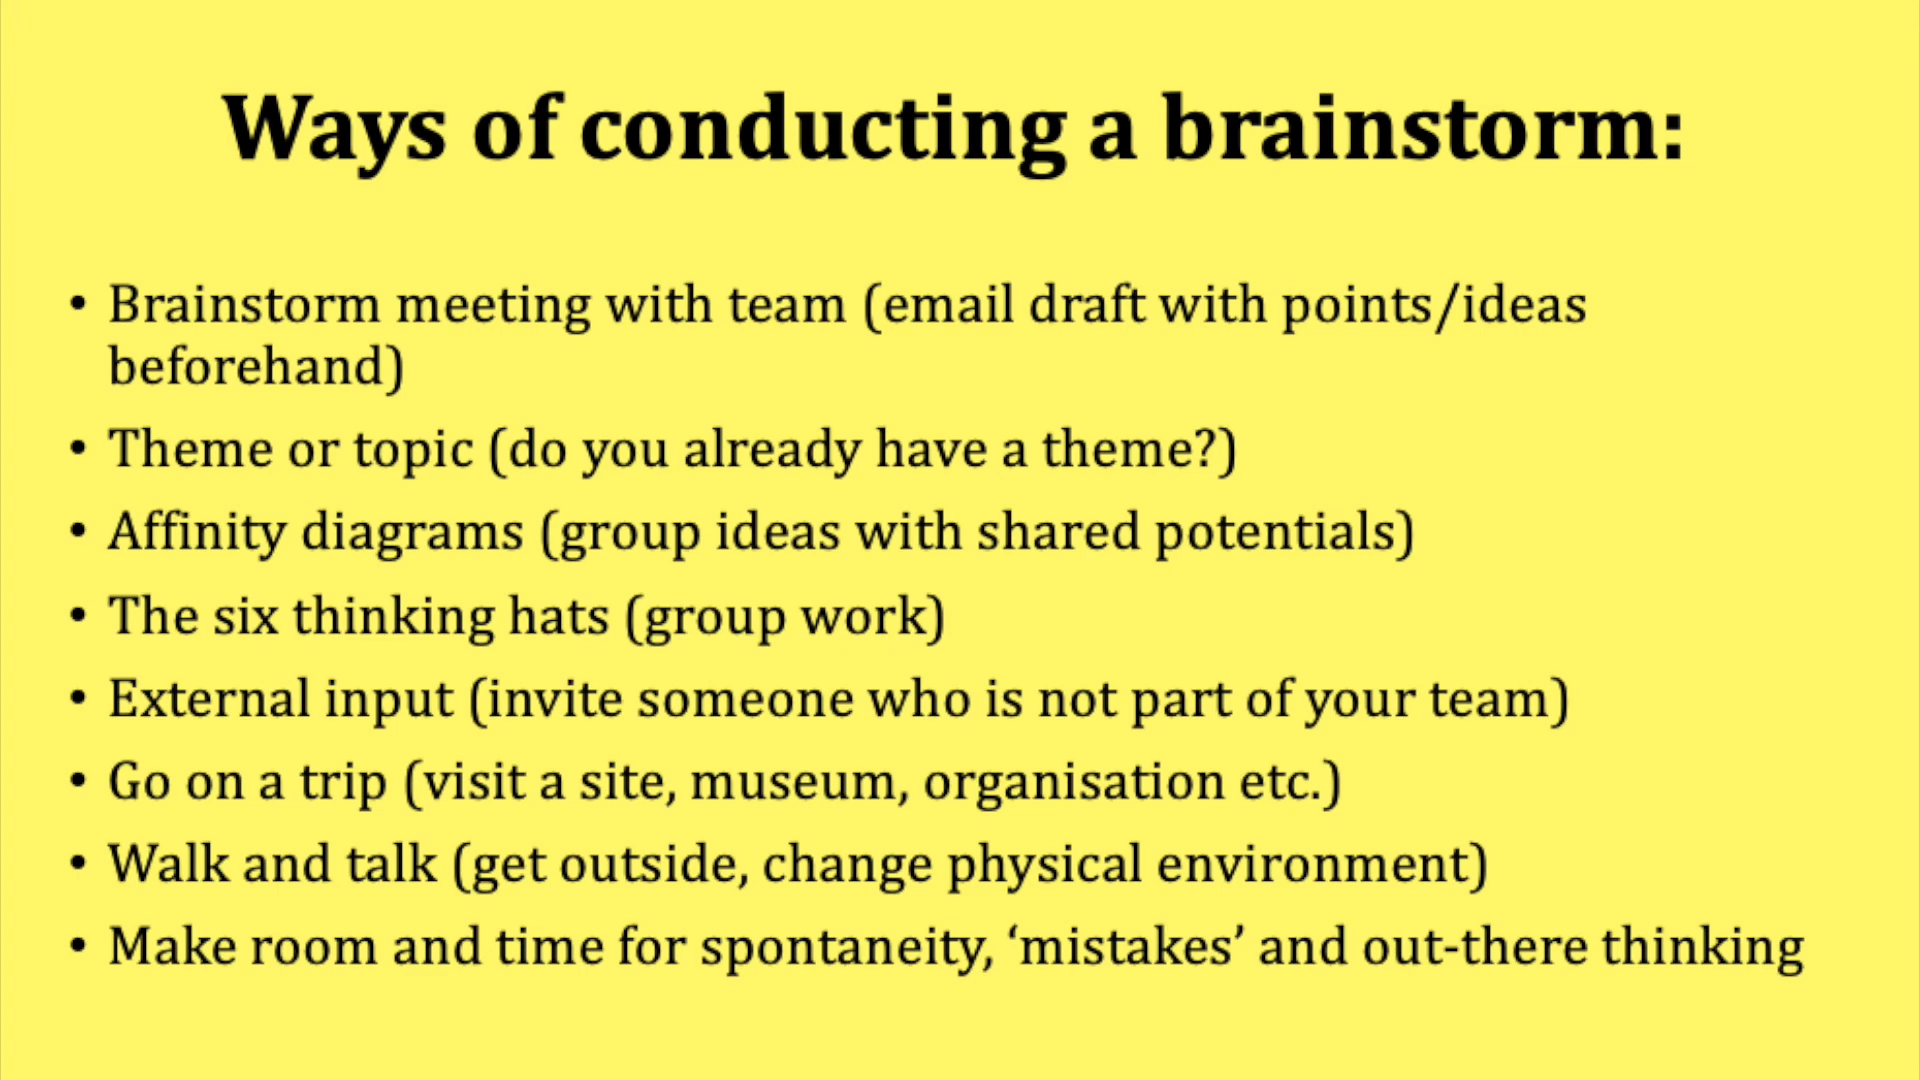 Ways of conducting a brainstorm:
• Brainstorm meeting with team (email draft with points/ideas
beforehand)
• Theme or topic (do you already have a theme?)
• Affinity diagrams (group ideas with shared potentials)
• The six thinking hats (group work)
• External input (invite someone who is not part of your team)
• Go on a trip (visit a site, museum, organisation etc.)
• Walk and talk (get outside, change physical environment)
• Make room and time for spontaneity, ‘mistakes’ and out-there thinking